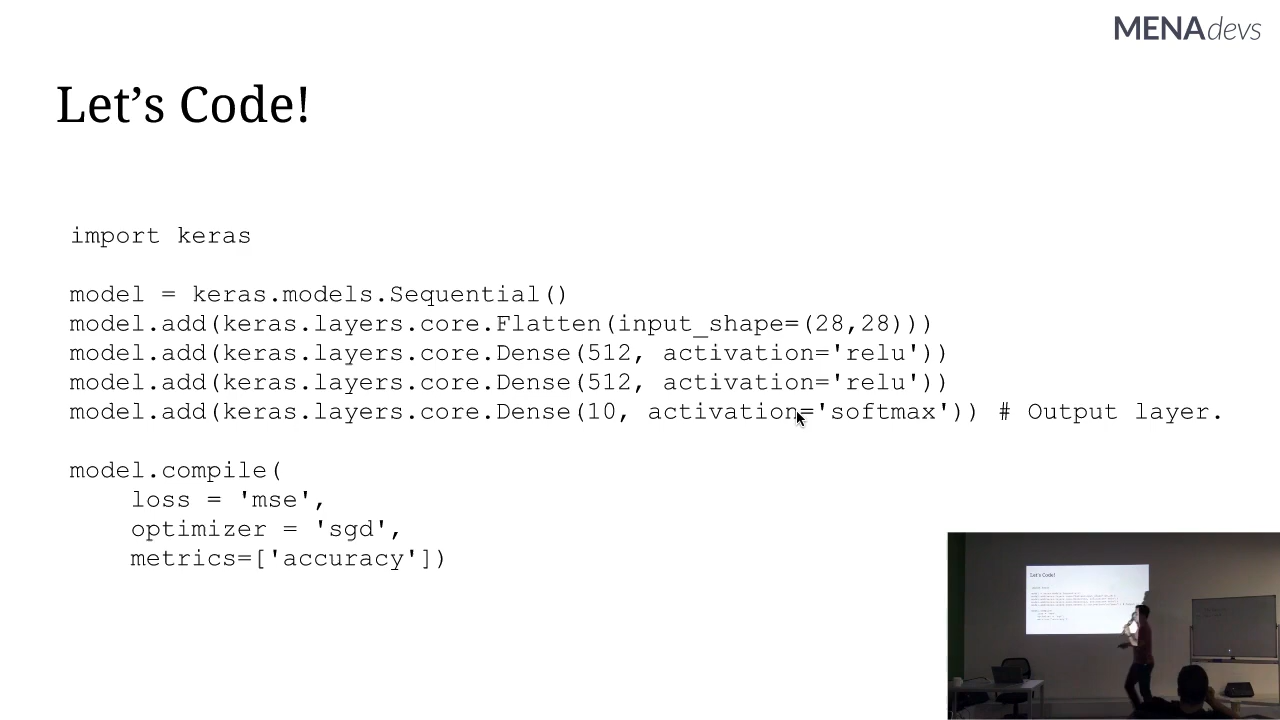 MENAdevs
Let’s Code!
import keras
model = keras.models.Sequential()
model.add(keras.layers.core.Flatten(input_shape=(28,28)))
model.add(keras.layers.core.Dense(512, activation='relu'))
model.add(keras.layers.core.Dense(512, activation='relu'))
model.add(keras.layers.core.Dense(10, activation='softmax')) # Output layer.
model.compile(
    loss = 'mse',
    optimizer = 'sgd',
    metrics=['accuracy'])
Let's Code!